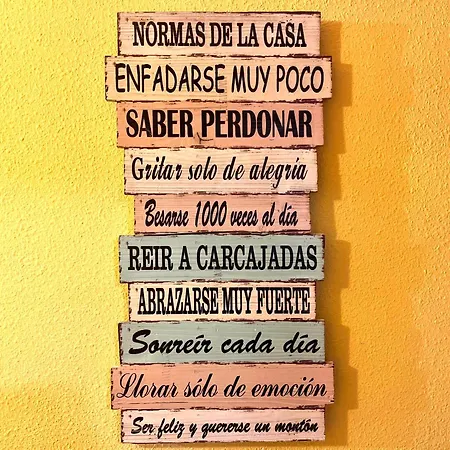 NORMAS DE LA CASA
ENFADARSE MUY POCO
SABER PERDONAR
Gritar solo de alegría
Besarse 1000 veces al día
REIR A CARCAJADAS
ABRAZARSE MUY FUERTE
Sonreír cada día
Llorar sólo de emoción
Ser feliz y quererse un montón